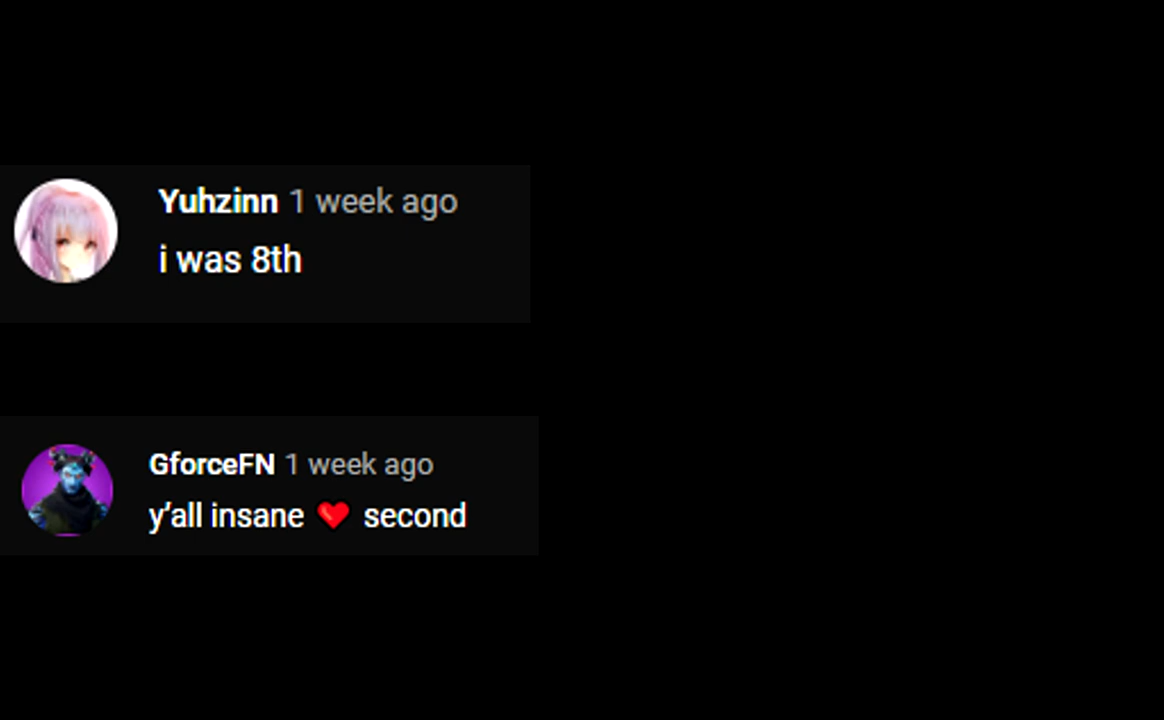 Yuhzinn 1 week ago
i was 8th
GforceFN 1 week ago
y'all insane ❤️ second